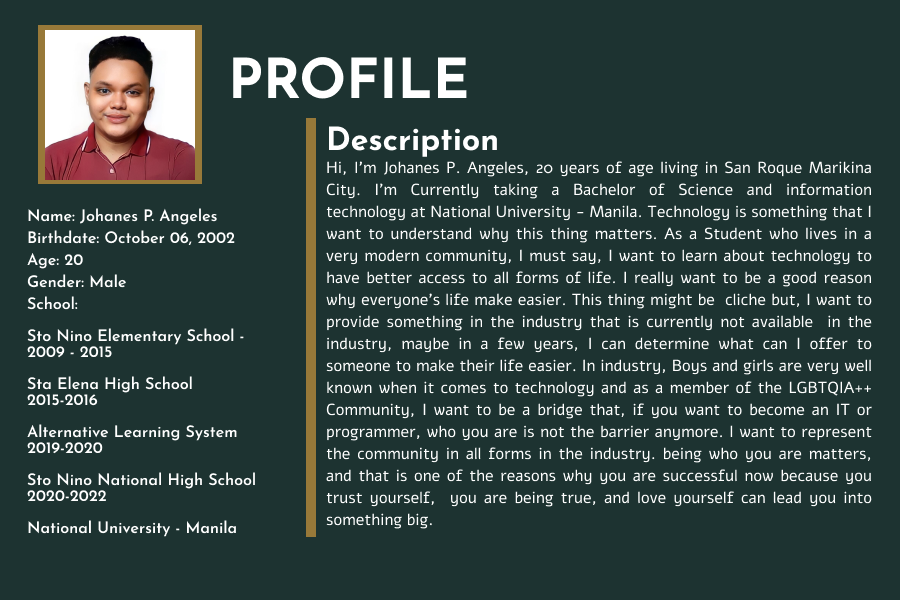 PROFILE
Name: Johanes P. Angeles
Birthdate: October 06, 2002
Age: 20
Gender: Male
School:
Sto Nino Elementary School -
2009 - 2015
Sta Elena High School
2015-2016
Alternative Learning System
2019-2020
Sto Nino National High School
2020-2022
National University - Manila
Description
Hi, I'm Johanes P. Angeles, 20 years of age living in San Roque Marikina
City. I'm Currently taking a Bachelor of Science and information
technology at National University - Manila. Technology is something that I
want to understand why this thing matters. As a Student who lives in a
very modern community, I must say, I want to learn about technology to
have better access to all forms of life. I really want to be a good reason
why everyone's life make easier. This thing might be cliche but, I want to
provide something in the industry that is currently not available in the
industry, maybe in a few years, I can determine what can I offer to
someone to make their life easier. In industry, Boys and girls are very well
known when it comes to technology and as a member of the LGBTQIA++
Community, I want to be a bridge that, if you want to become an IT or
programmer, who you are is not the barrier anymore. I want to represent
the community in all forms in the industry. being who you are matters,
and that is one of the reasons why you are successful now because you
trust yourself, you are being true, and love yourself can lead you into
something big.